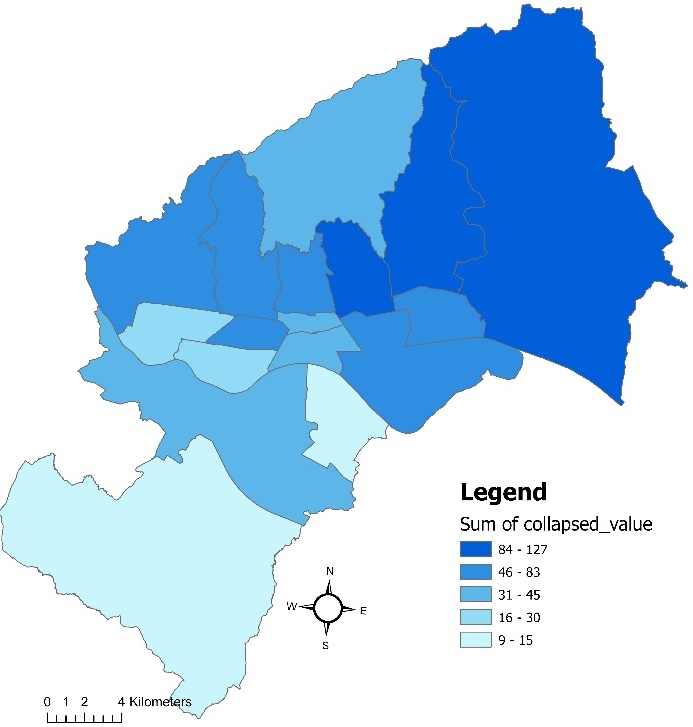 Legend
Sum of collapsed_value
84 - 127
46 - 83
31 - 45
16 - 30
9 - 15
N
W E
S
0 1 2 4 Kilometers